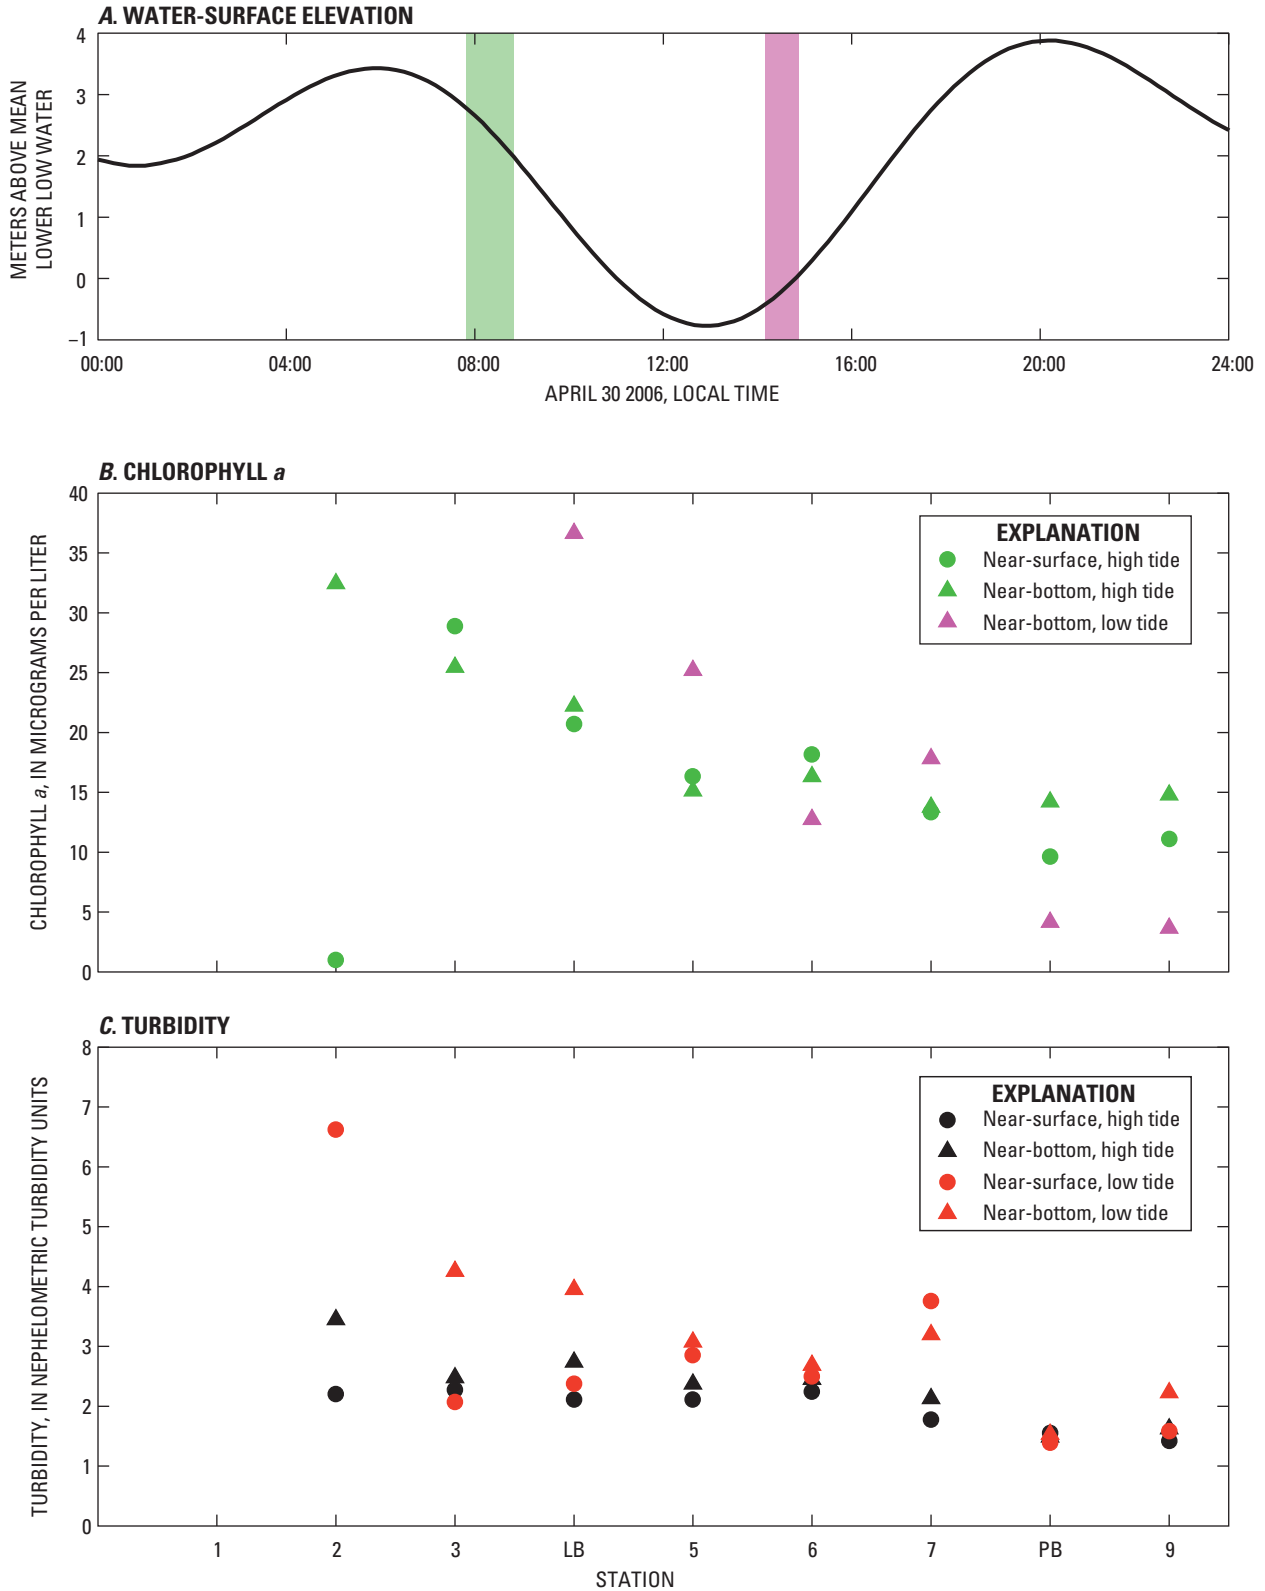 A. WATER-SURFACE ELEVATION
METERS ABOVE MEAN
LOWER LOW WATER
4
3
2
1
0
–1
00:00 04:00 08:00 12:00 16:00 20:00 24:00
APRIL 30 2006, LOCAL TIME
B. CHLOROPHYLL a
CHLOROPHYLL a, IN MICROGRAMS PER LITER
40
35
30
25
20
15
10
5
0
EXPLANATION
Near-surface, high tide
Near-bottom, high tide
Near-bottom, low tide
C. TURBIDITY
TURBIDITY, IN NEPHELOMETRIC TURBIDITY UNITS
8
7
6
5
4
3
2
1
0
EXPLANATION
Near-surface, high tide
Near-bottom, high tide
Near-surface, low tide
Near-bottom, low tide
1 2 3 LB 5 6 7 PB 9
STATION